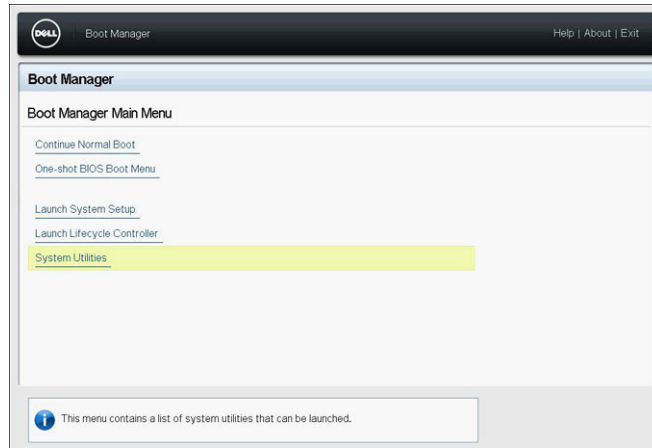 DELL
Boot Manager
Help | About | Exit
Boot Manager
Boot Manager Main Menu
Continue Normal Boot
One-shot BIOS Boot Menu
Launch System Setup
Launch Lifecycle Controller
System Utilities
This menu contains a list of system utilities that can be launched.